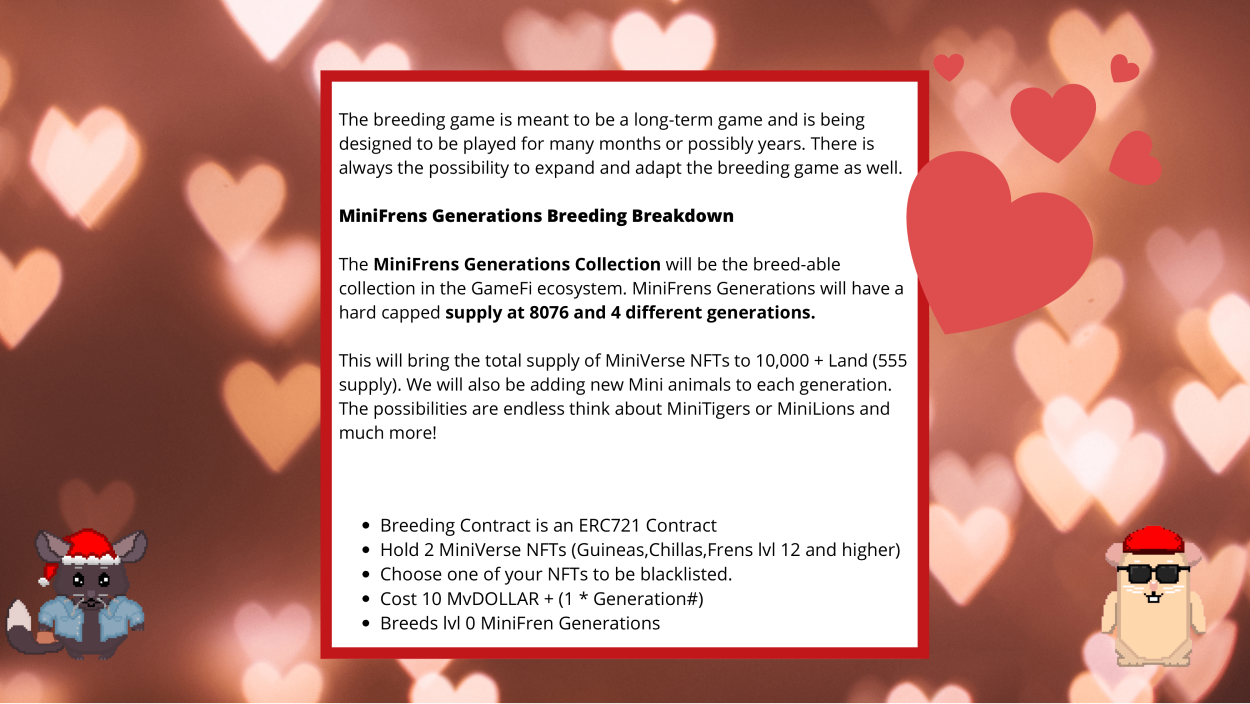 The breeding game is meant to be a long-term game and is being
designed to be played for many months or possibly years. There is
always the possibility to expand and adapt the breeding game as well.
MiniFrens Generations Breeding Breakdown
The MiniFrens Generations Collection will be the breed-able
collection in the GameFi ecosystem. MiniFrens Generations will have a
hard capped supply at 8076 and 4 different generations.
This will bring the total supply of MiniVerse NFTs to 10,000 + Land (555
supply). We will also be adding new Mini animals to each generation.
The possibilities are endless think about MiniTigers or MiniLions and
much more!
• Breeding Contract is an ERC721 Contract
• Hold 2 MiniVerse NFTs (Guineas,Chillas,Frens lvl 12 and higher)
• Choose one of your NFTs to be blacklisted.
• Cost 10 MvDOLLAR + (1 * Generation#)
• Breeds lvl 0 MiniFren Generations